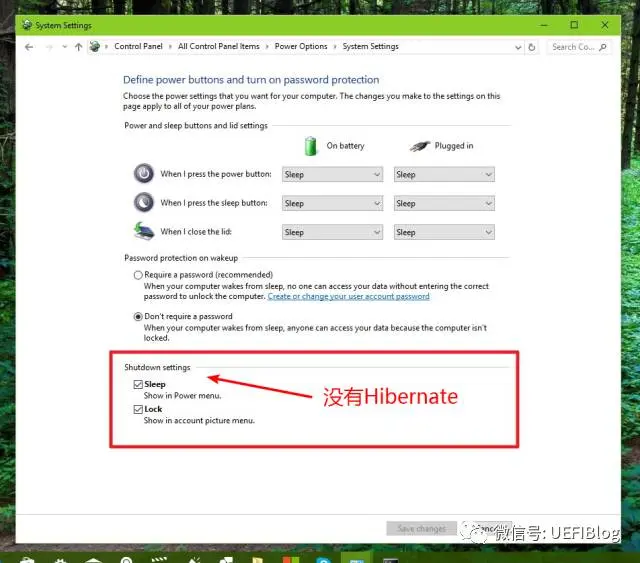 System Settings
Control Panel > All Control Panel Items > Power Options > System Settings
Search Co...
Define power buttons and turn on password protection
Choose the power settings that you want for your computer. The changes you make to the settings on this
page apply to all of your power plans.
Power and sleep buttons and lid settings
On battery Plugged in
When I press the power button: Sleep Sleep
When I press the sleep button: Sleep Sleep
When I close the lid: Sleep Sleep
Password protection on wakeup
Require a password (recommended)
When your computer wakes from sleep, no one can access your data without entering the correct
password to unlock the computer. Create or change your user account password
Don't require a password
When your computer wakes from sleep, anyone can access your data because the computer isn't
locked.
Shutdown settings
Sleep
Show in Power menu.
没有Hibernate
Lock
Show in account picture menu.
Save changes
微信号: UEFIBlog